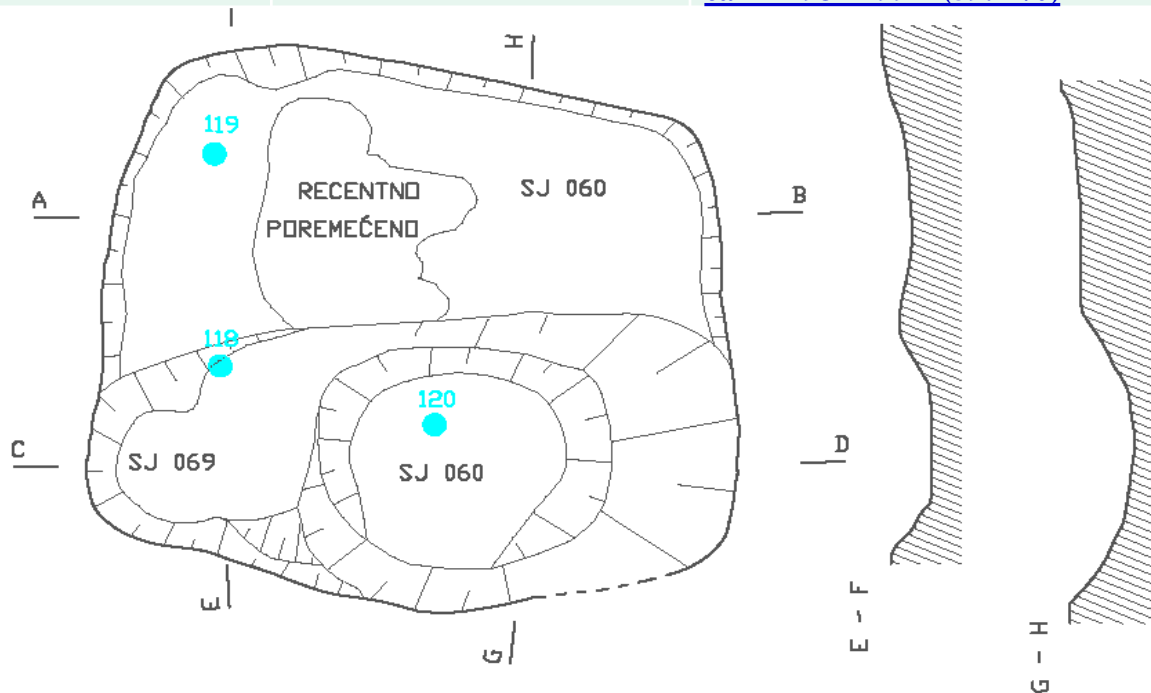 H
119
RECENTNO
POREMEĆENO
SJ 060
A
B
118
120
C
SJ 069
SJ 060
D
E
G
E - F
G - H